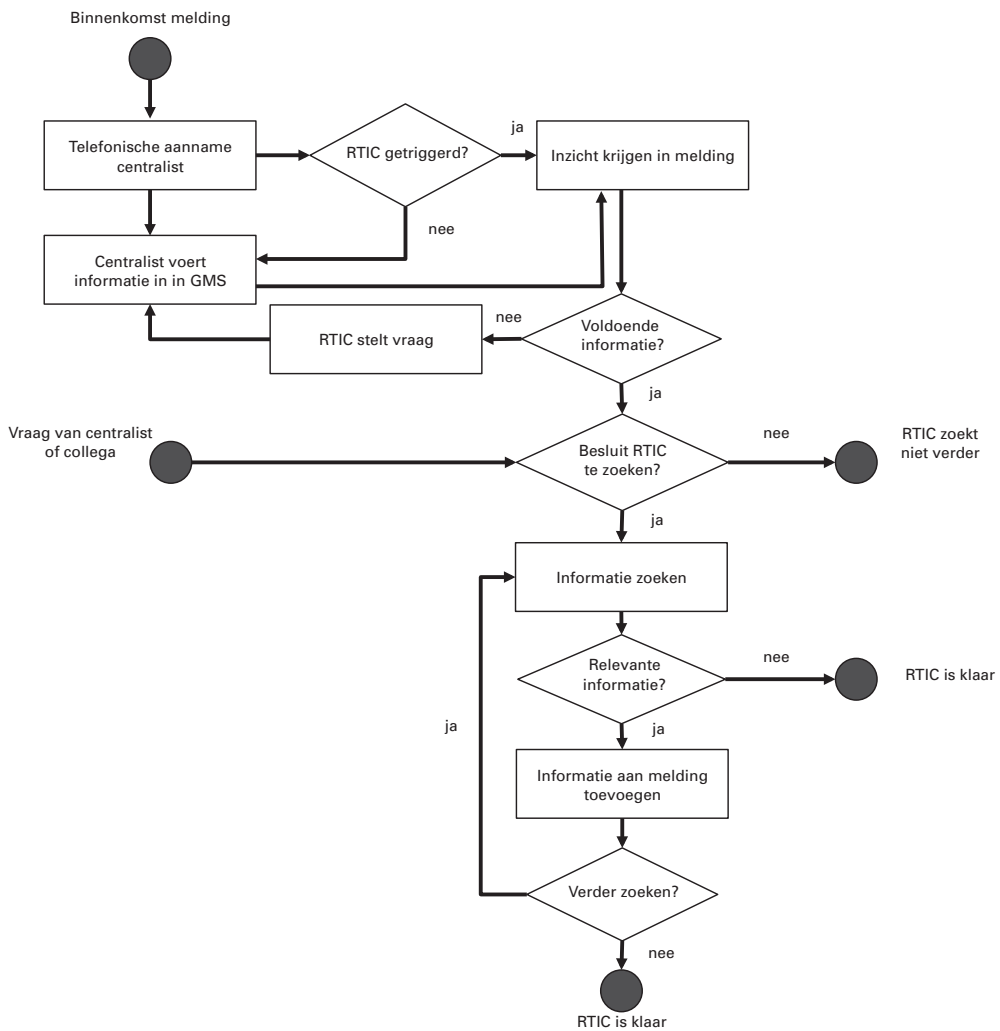 Binnenkomst melding
Telefonische aanname
centralist
RTIC getriggerd?
ja
Inzicht krijgen in melding
nee
Centralist voert
informatie in in GMS
RTIC stelt vraag
nee
Voldoende
informatie?
ja
Vraag van centralist
of collega
Besluit RTIC
te zoeken?
nee
RTIC zoekt
niet verder
ja
Informatie zoeken
Relevante
informatie?
nee
RTIC is klaar
ja
ja
Informatie aan melding
toevoegen
Verder zoeken?
nee
RTIC is klaar